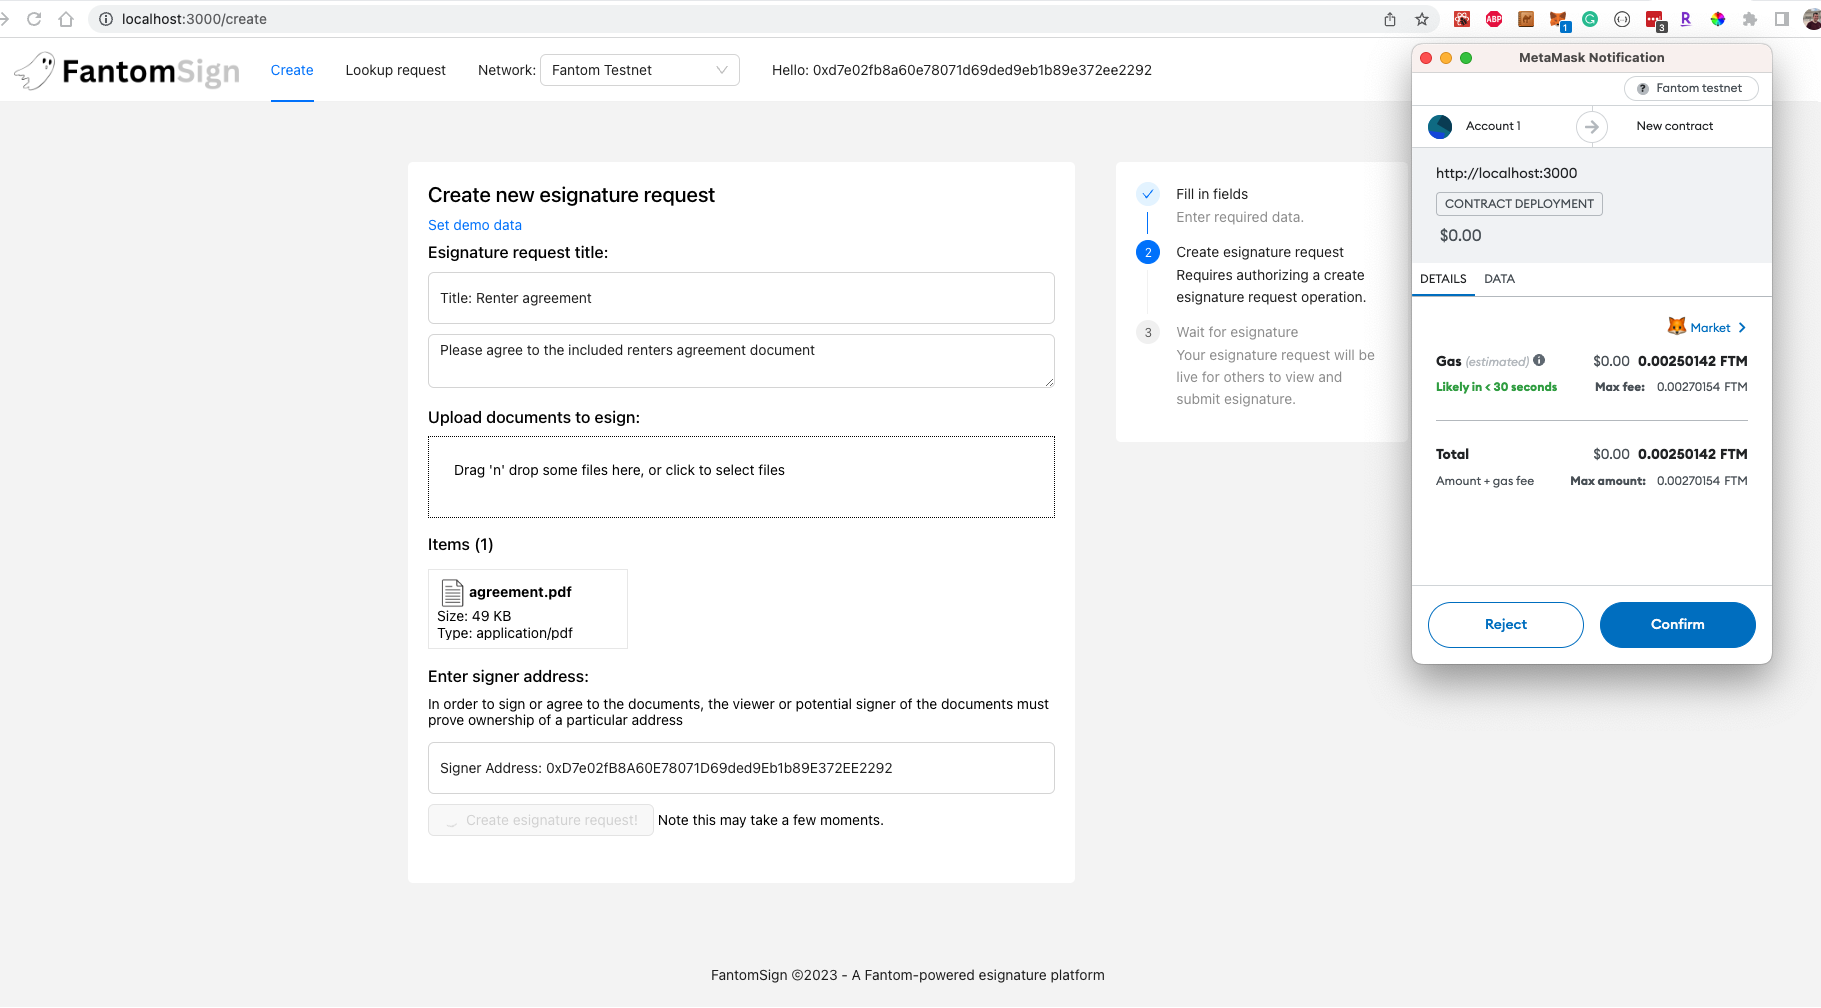 localhost:3000/create
ABP
1
3
FantomSign
Create
Lookup request
Network:
Fantom Testnet
Hello: 0xd7e02fb8a60e78071d69ded9eb1b89e372ee2292
Create new esignature request
Set demo data
Esignature request title:
Title: Renter agreement
Please agree to the included renters agreement document
Upload documents to esign:
Drag 'n' drop some files here, or click to select files
Items (1)
agreement.pdf
Size: 49 KB
Type: application/pdf
Enter signer address:
In order to sign or agree to the documents, the viewer or potential signer of the documents must
prove ownership of a particular address
Signer Address: 0xD7e02fB8A60E78071D69ded9Eb1b89E372EE2292
Create esignature request!
Note this may take a few moments.
Fill in fields
Enter required data.
2
Create esignature request
Requires authorizing a create
esignature request operation.
3
Wait for esignature
Your esignature request will be
live for others to view and
submit esignature.
MetaMask Notification
? Fantom testnet
Account 1
New contract
http://localhost:3000
CONTRACT DEPLOYMENT
$0.00
DETAILS
DATA
Market
Gas (estimated) $0.00 0.00250142 FTM
Likely in < 30 seconds Max fee: 0.00270154 FTM
Total $0.00 0.00250142 FTM
Amount + gas fee Max amount: 0.00270154 FTM
Reject
Confirm
FantomSign ©2023 - A Fantom-powered esignature platform